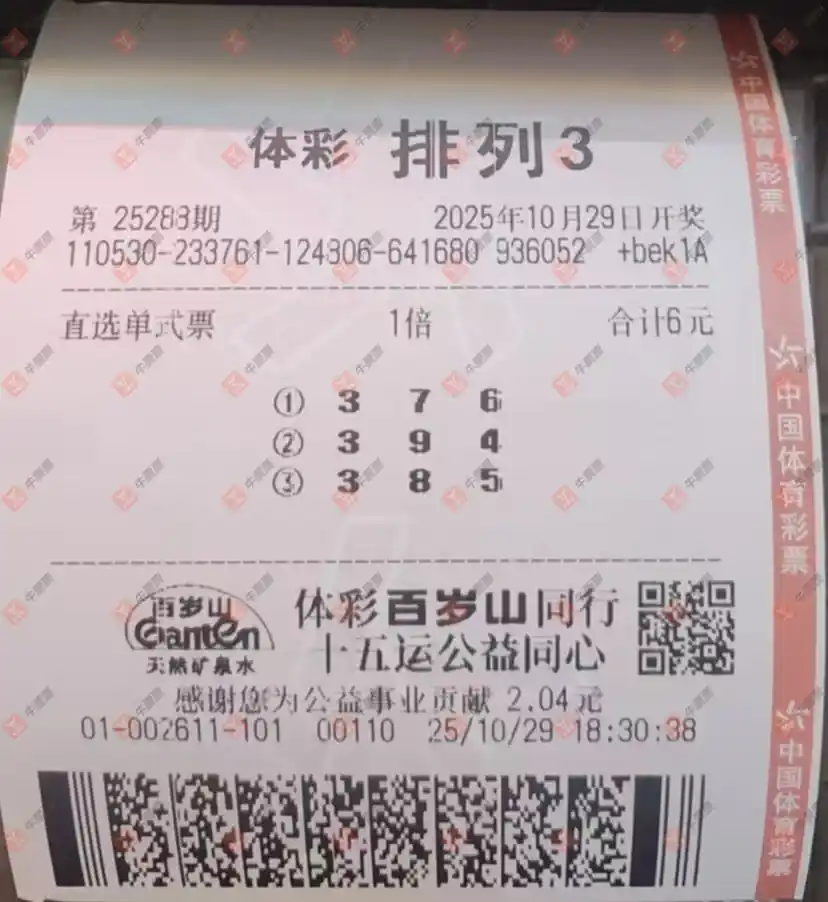 体彩 排列3
第 25288期 2025年10月29日开奖
110530-233761-124306-641680 936052 +bek1A
直选单式票 1倍 合计6元
① 3 7 6
② 3 9 4
③ 3 8 5
百岁山
Ganten
天然矿泉水
体彩百岁山同行
十五运公益同心
感谢您为公益事业贡献 2.04元
01-002611-101 00110 25/10/29 18:30:38
中国体育彩票
中国体育彩票
中国体育彩票